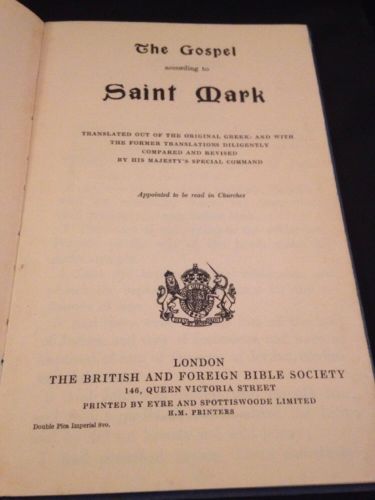 The Gospel
according to
Saint Mark
TRANSLATED OUT OF THE ORIGINAL GREEK: AND WITH
THE FORMER TRANSLATIONS DILIGENTLY
COMPARED AND REVISED
BY HIS MAJESTY'S SPECIAL COMMAND
Appointed to be read in Churches
LONDON
THE BRITISH AND FOREIGN BIBLE SOCIETY
146, QUEEN VICTORIA STREET
PRINTED BY EYRE AND SPOTTISWOODE LIMITED
H.M. PRINTERS
Double Pica Imperial 8vo.